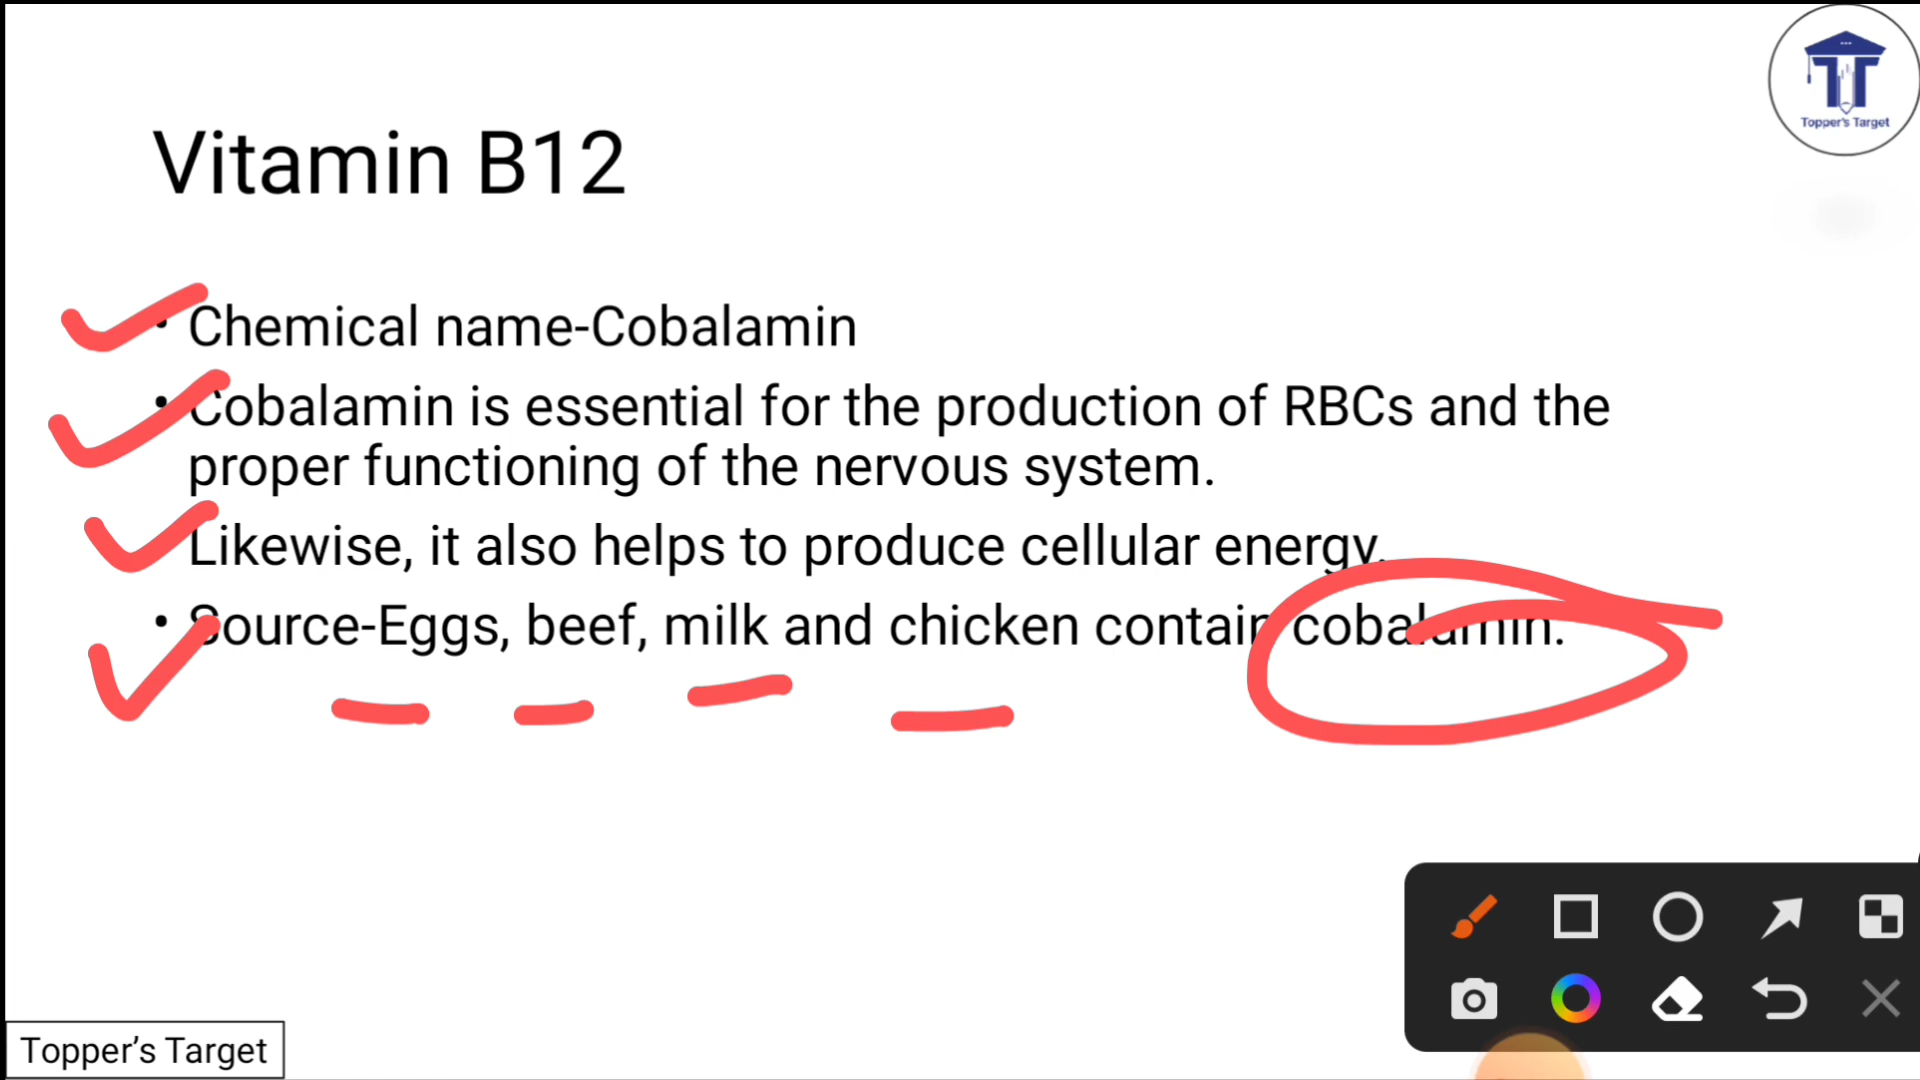 Topper's Target
Vitamin B12
• Chemical name-Cobalamin
• Cobalamin is essential for the production of RBCs and the
proper functioning of the nervous system.
Likewise, it also helps to produce cellular energy.
• Source-Eggs, beef, milk and chicken contain cobalamin.
Topper's Target